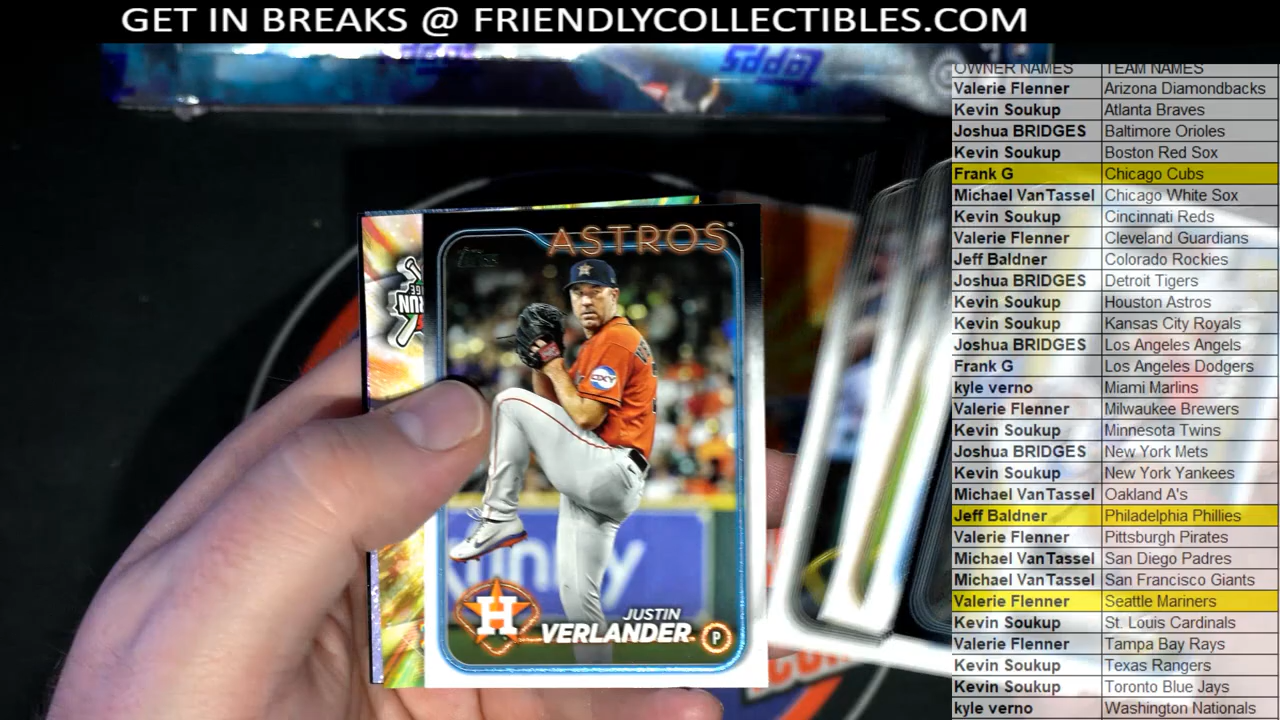 GET IN BREAKS @ FRIENDLYCOLLECTIBLES.COM
Topps
OWNER NAMES TEAM NAMES
Valerie Flenner Arizona Diamondbacks
Kevin Soukup Atlanta Braves
Joshua BRIDGES Baltimore Orioles
Kevin Soukup Boston Red Sox
Frank G Chicago Cubs
Michael VanTassel Chicago White Sox
Kevin Soukup Cincinnati Reds
Valerie Flenner Cleveland Guardians
Jeff Baldner Colorado Rockies
Joshua BRIDGES Detroit Tigers
Kevin Soukup Houston Astros
Kevin Soukup Kansas City Royals
Joshua BRIDGES Los Angeles Angels
Frank G Los Angeles Dodgers
kyle verno Miami Marlins
Valerie Flenner Milwaukee Brewers
Kevin Soukup Minnesota Twins
Joshua BRIDGES New York Mets
Kevin Soukup New York Yankees
Michael VanTassel Oakland A's
Jeff Baldner Philadelphia Phillies
Valerie Flenner Pittsburgh Pirates
Michael VanTassel San Diego Padres
Michael VanTassel San Francisco Giants
Valerie Flenner Seattle Mariners
Kevin Soukup St. Louis Cardinals
Valerie Flenner Tampa Bay Rays
Kevin Soukup Texas Rangers
Kevin Soukup Toronto Blue Jays
kyle verno Washington Nationals
ASTROS
Topps
OXY
RUN
H
JUSTIN
VERLANDER P